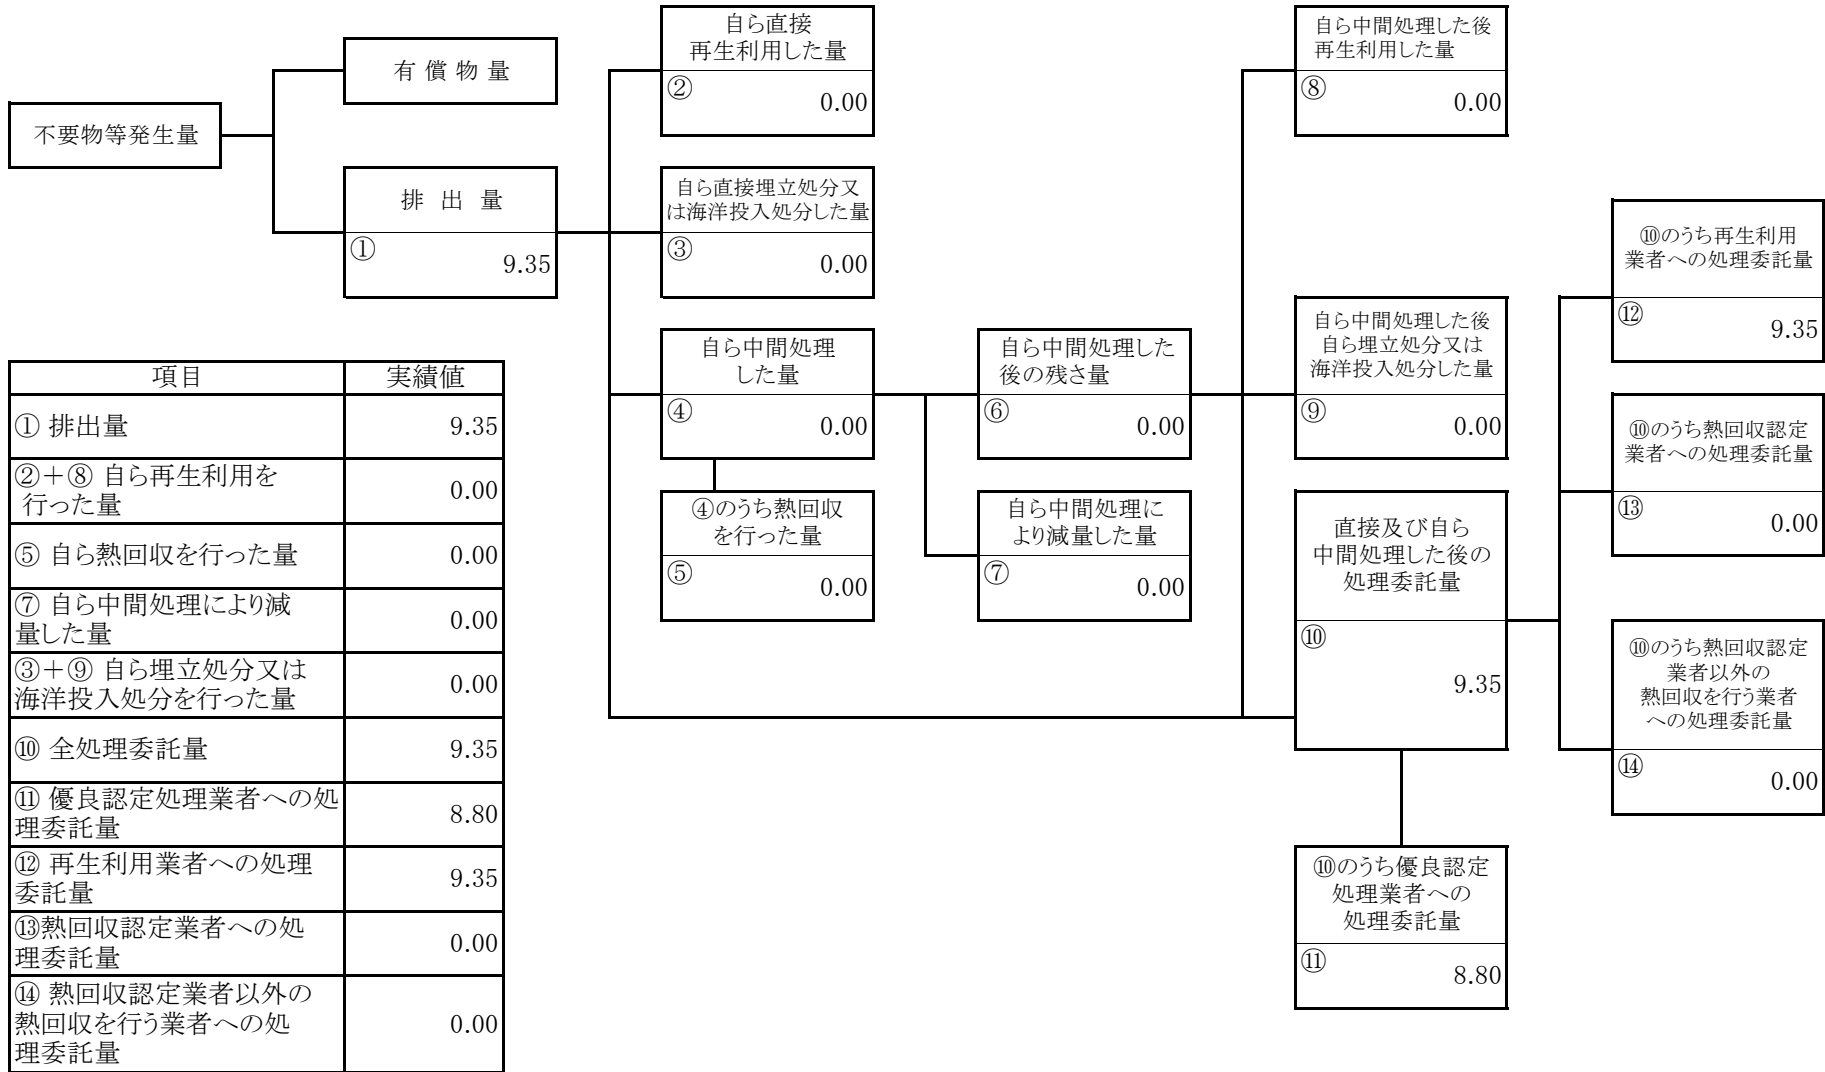 不要物等発生量
有 償 物 量
排 出 量
①
9.35
自ら直接
再生利用した量
②
0.00
自ら直接埋立処分又
は海洋投入処分した量
③
0.00
自ら中間処理
した量
④
0.00
④のうち熱回収
を行った量
⑤
0.00
自ら中間処理した
後の残さ量
⑥
0.00
自ら中間処理に
より減量した量
⑦
0.00
自ら中間処理した後
再生利用した量
⑧
0.00
自ら中間処理した後
自ら埋立処分又は
海洋投入処分した量
⑨
0.00
直接及び自ら
中間処理した後の
処理委託量
⑩
9.35
⑩のうち優良認定
処理業者への
処理委託量
⑪
8.80
⑩のうち再生利用
業者への処理委託量
⑫
9.35
⑩のうち熱回収認定
業者への処理委託量
⑬
0.00
⑩のうち熱回収認定
業者以外の
熱回収を行う業者
への処理委託量
⑭
0.00
項目 実績値
① 排出量 9.35
②+⑧ 自ら再生利用を
行った量 0.00
⑤ 自ら熱回収を行った量 0.00
⑦ 自ら中間処理により減
量した量 0.00
③+⑨ 自ら埋立処分又は
海洋投入処分を行った量 0.00
⑩ 全処理委託量 9.35
⑪ 優良認定処理業者への処
理委託量 8.80
⑫ 再生利用業者への処理
委託量 9.35
⑬熱回収認定業者への処
理委託量 0.00
⑭ 熱回収認定業者以外の
熱回収を行う業者への処
理委託量 0.00